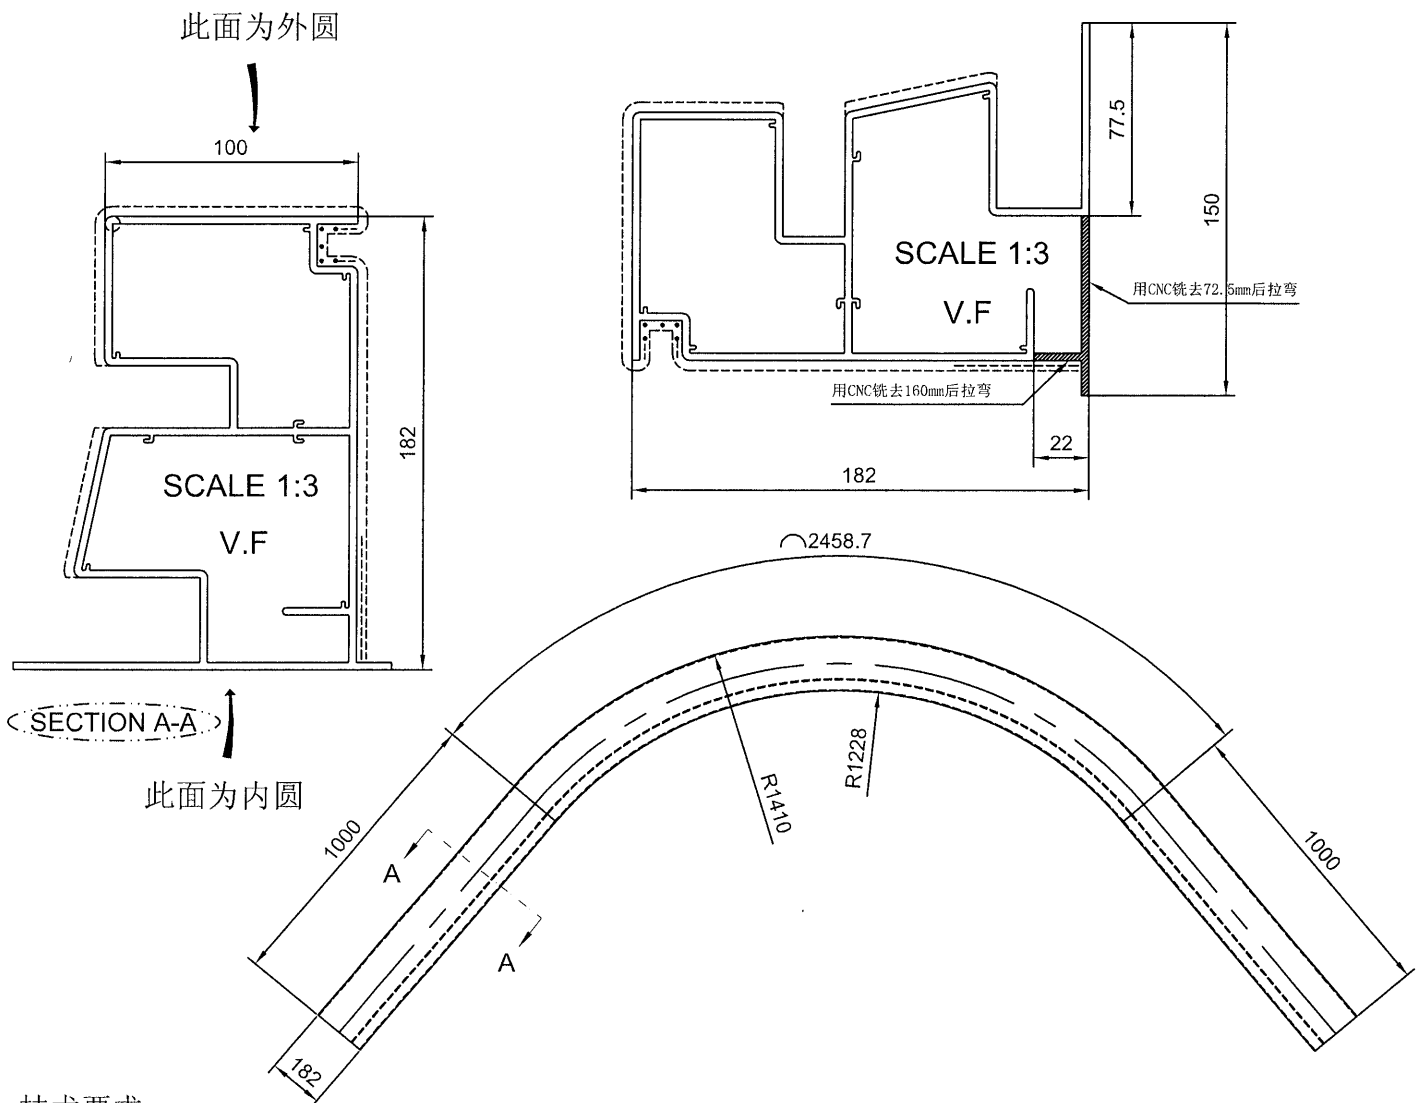 此面为外圆
100
182
SCALE 1:3
V.F
SECTION A-A
此面为内圆
77.5
150
SCALE 1:3
V.F
用CNC铣去72.5mm后拉弯
用CNC铣去160mm后拉弯
22
182
⌒2458.7
R1410
R1228
1000
1000
A
A
182
技术要求